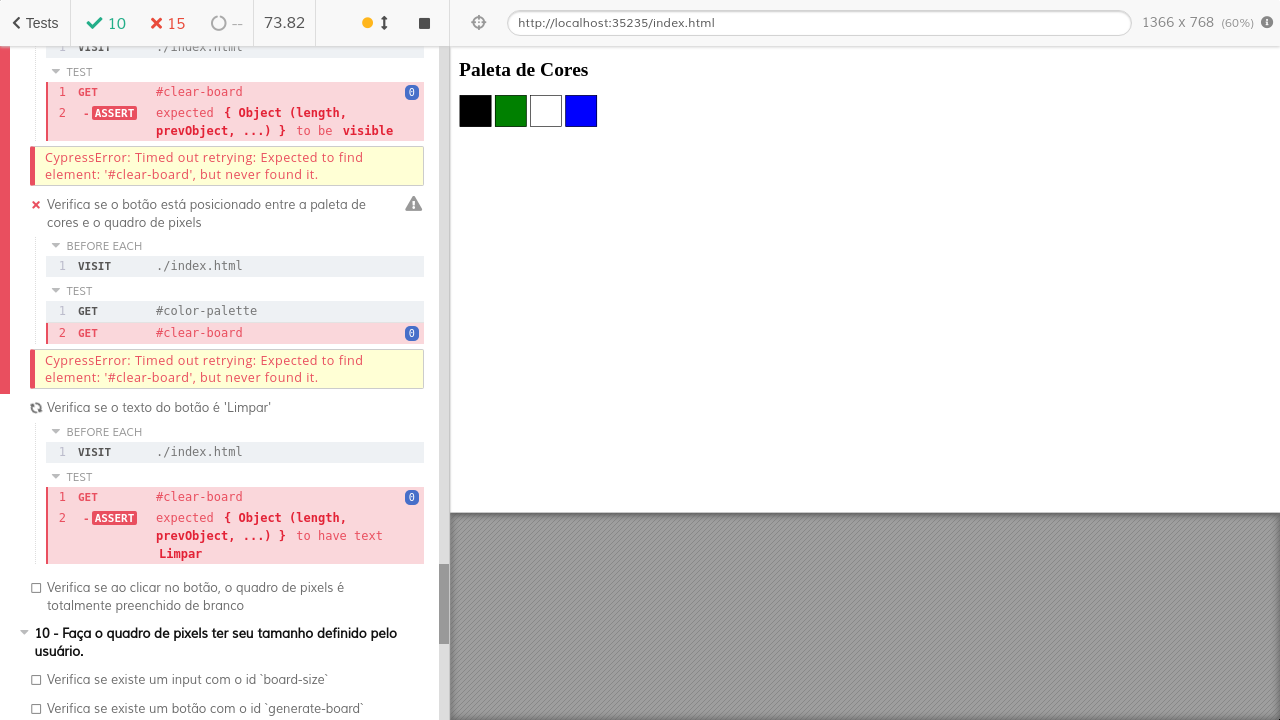 Tests 10 15 -- 73.82
http://localhost:35235/index.html 1366 x 768 (60%)
1 VISIT ./index.html
TEST
1 GET #clear-board 0
2 - ASSERT expected { Object (length,
prevObject, ...) } to be visible
CypressError: Timed out retrying: Expected to find
element: '#clear-board', but never found it.
Verifica se o botão está posicionado entre a paleta de
cores e o quadro de pixels
BEFORE EACH
1 VISIT ./index.html
TEST
1 GET #color-palette
2 GET #clear-board 0
CypressError: Timed out retrying: Expected to find
element: '#clear-board', but never found it.
Verifica se o texto do botão é 'Limpar'
BEFORE EACH
1 VISIT ./index.html
TEST
1 GET #clear-board 0
2 - ASSERT expected { Object (length,
prevObject, ...) } to have text
Limpar
Verifica se ao clicar no botão, o quadro de pixels é
totalmente preenchido de branco
10 - Faça o quadro de pixels ter seu tamanho definido pelo
usuário.
Verifica se existe um input com o id `board-size`
Verifica se existe um botão com o id `generate-board`
Paleta de Cores